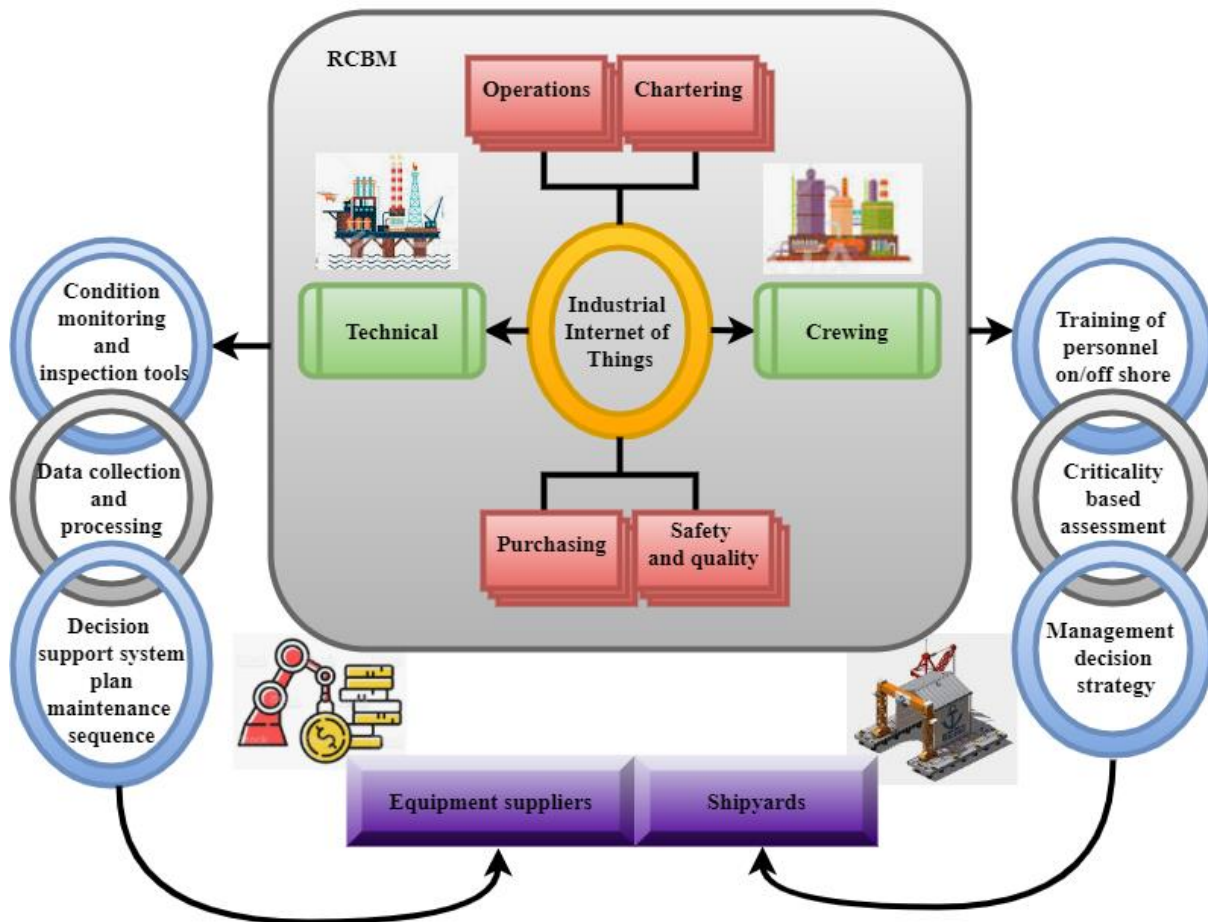 RCBM
Operations
Chartering
Condition
monitoring
and
inspection tools
Technical
Industrial
Internet of
Things
Crewing
Training of
personnel
on/off shore
Data collection
and
processing
Criticality
based
assessment
Purchasing
Safety
and quality
Decision
support system
plan
maintenance
sequence
Management
decision
strategy
Equipment suppliers
Shipyards